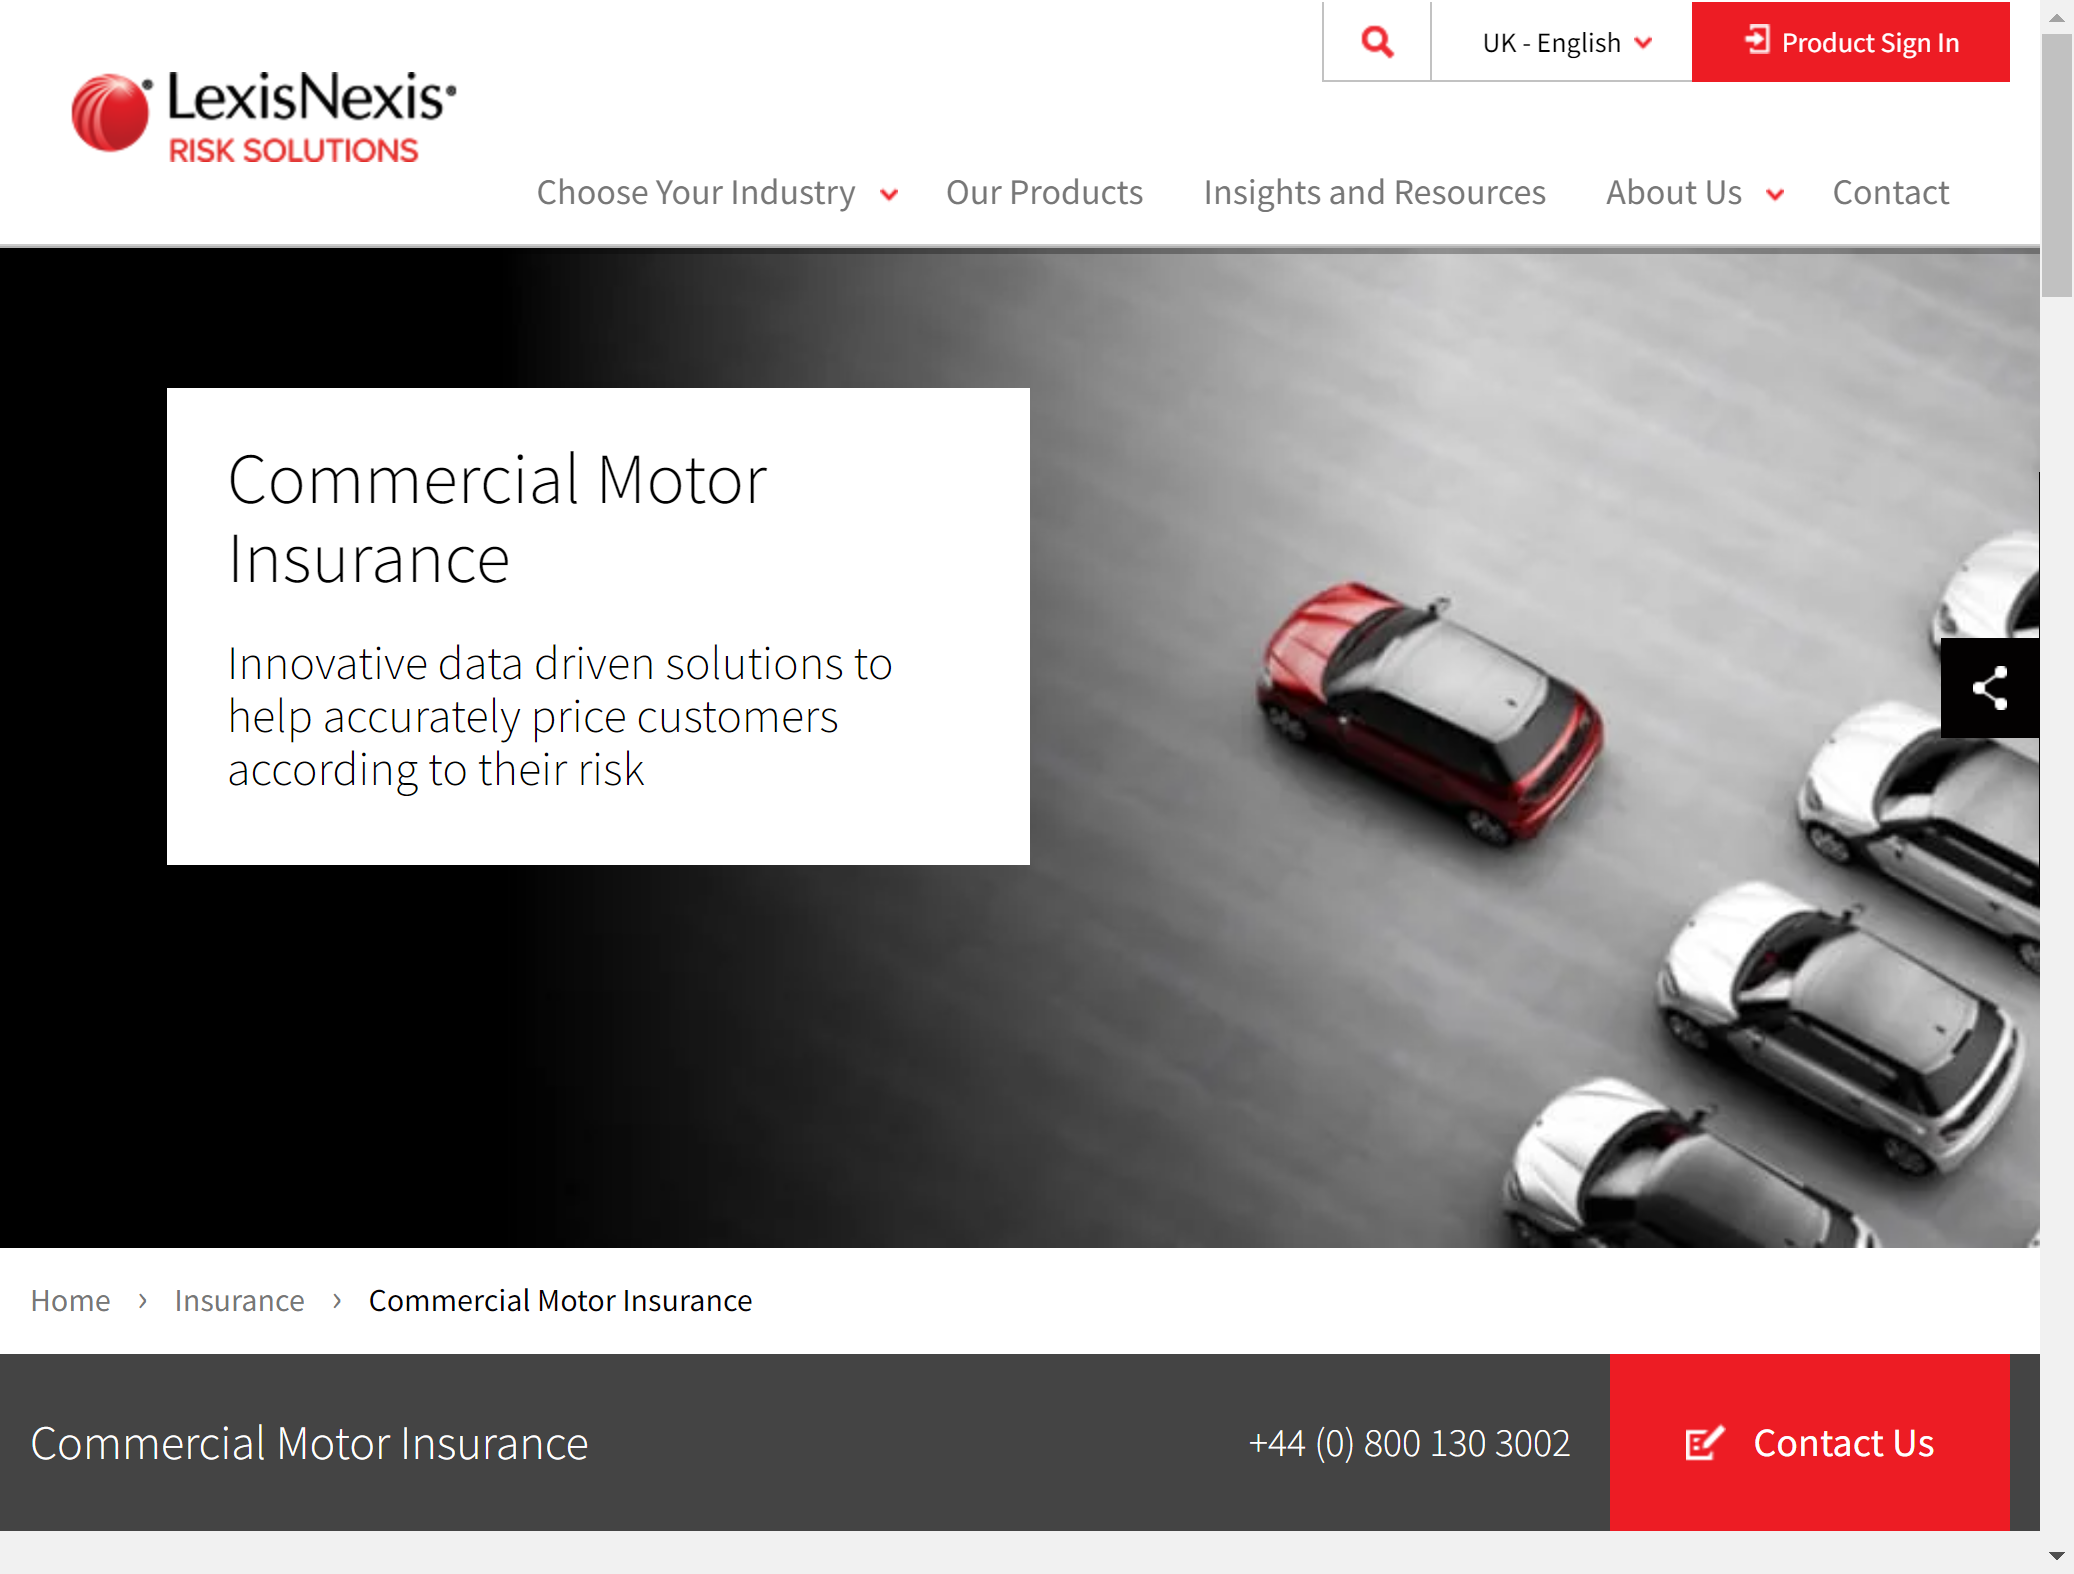 UK - English
Product Sign In
LexisNexis
RISK SOLUTIONS
Choose Your Industry
Our Products
Insights and Resources
About Us
Contact
Commercial Motor
Insurance
Innovative data driven solutions to
help accurately price customers
according to their risk
Home › Insurance › Commercial Motor Insurance
Commercial Motor Insurance
+44 (0) 800 130 3002
Contact Us